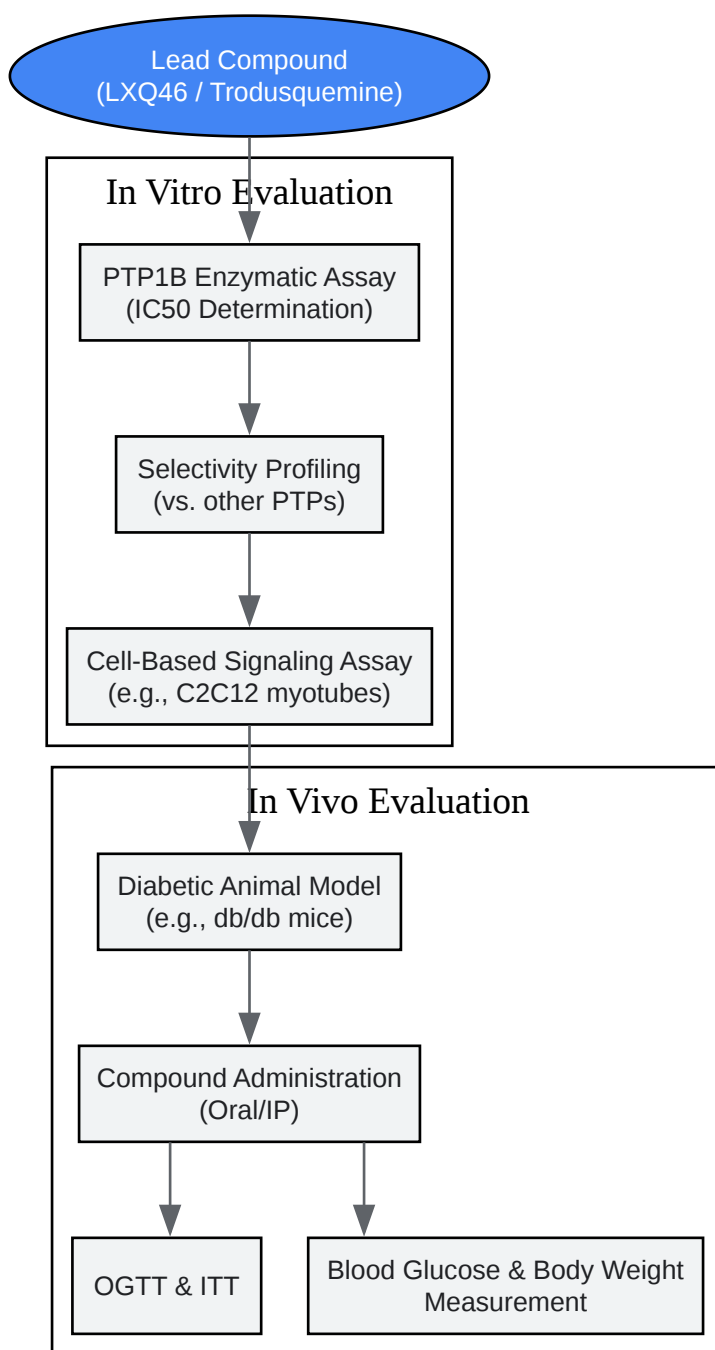 Lead Compound
(LXQ46 / Trodusquemine)
In Vitro Evaluation
PTP1B Enzymatic Assay
(IC50 Determination)
Selectivity Profiling
(vs. other PTPs)
Cell-Based Signaling Assay
(e.g., C2C12 myotubes)
In Vivo Evaluation
Diabetic Animal Model
(e.g., db/db mice)
Compound Administration
(Oral/IP)
OGTT & ITT
Blood Glucose & Body Weight
Measurement